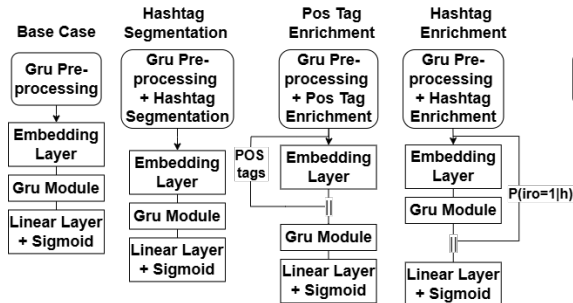 Base Case
Gru Pre-
processing
Embedding
Layer
Gru Module
Linear Layer
+ Sigmoid
Hashtag
Segmentation
Gru Pre-
processing
+ Hashtag
Segmentation
Embedding
Layer
Gru Module
Linear Layer
+ Sigmoid
Pos Tag
Enrichment
Gru Pre-
processing
+ Pos Tag
Enrichment
POS
tags
Embedding
Layer
||
Gru Module
Linear Layer
+ Sigmoid
Hashtag
Enrichment
Gru Pre-
processing
+ Hashtag
Enrichment
Embedding
Layer
P(iro=1|h)
Gru Module
||
Linear Layer
+ Sigmoid